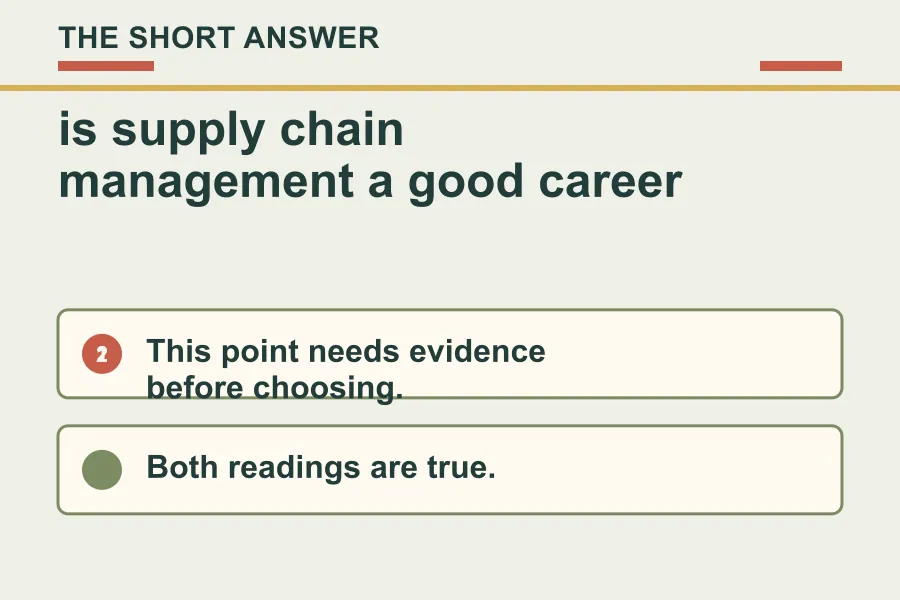 THE SHORT ANSWER
is supply chain
management a good career
2
This point needs evidence
before choosing.
Both readings are true.